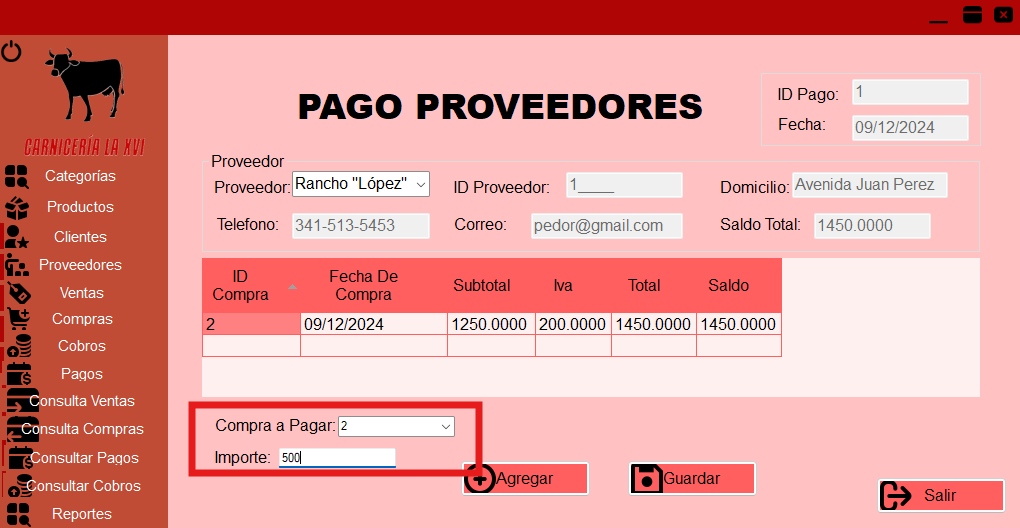 CARNICERÍA LA XVI
Categorías
Productos
Clientes
Proveedores
Ventas
Compras
Cobros
Pagos
Consulta Ventas
Consulta Compras
Consultar Pagos
Consultar Cobros
Reportes
PAGO PROVEEDORES
ID Pago: 1
Fecha: 09/12/2024
Proveedor
Proveedor: Rancho "López" ID Proveedor: 1____ Domicilio: Avenida Juan Perez
Telefono: 341-513-5453 Correo: pedor@gmail.com Saldo Total: 1450.0000
ID Compra Fecha De Compra Subtotal Iva Total Saldo
2 09/12/2024 1250.0000 200.0000 1450.0000 1450.0000
Compra a Pagar: 2
Importe: 500
Agregar Guardar Salir